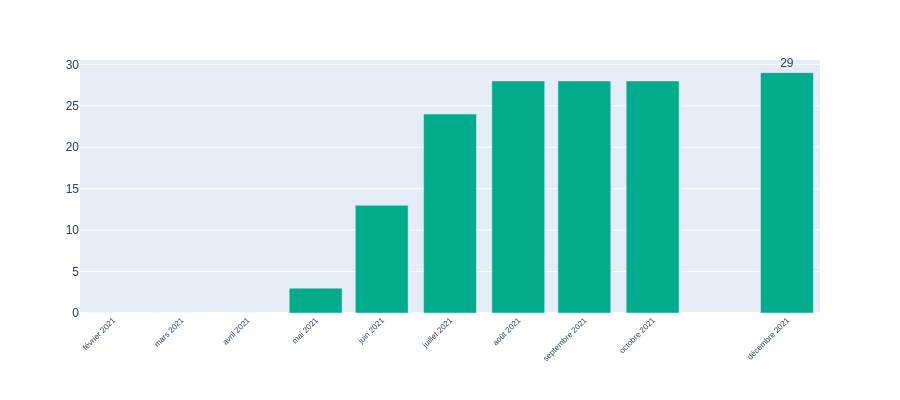 29
30
25
20
15
10
5
0
février 2021
mars 2021
avril 2021
mai 2021
juin 2021
juillet 2021
août 2021
septembre 2021
octobre 2021
décembre 2021